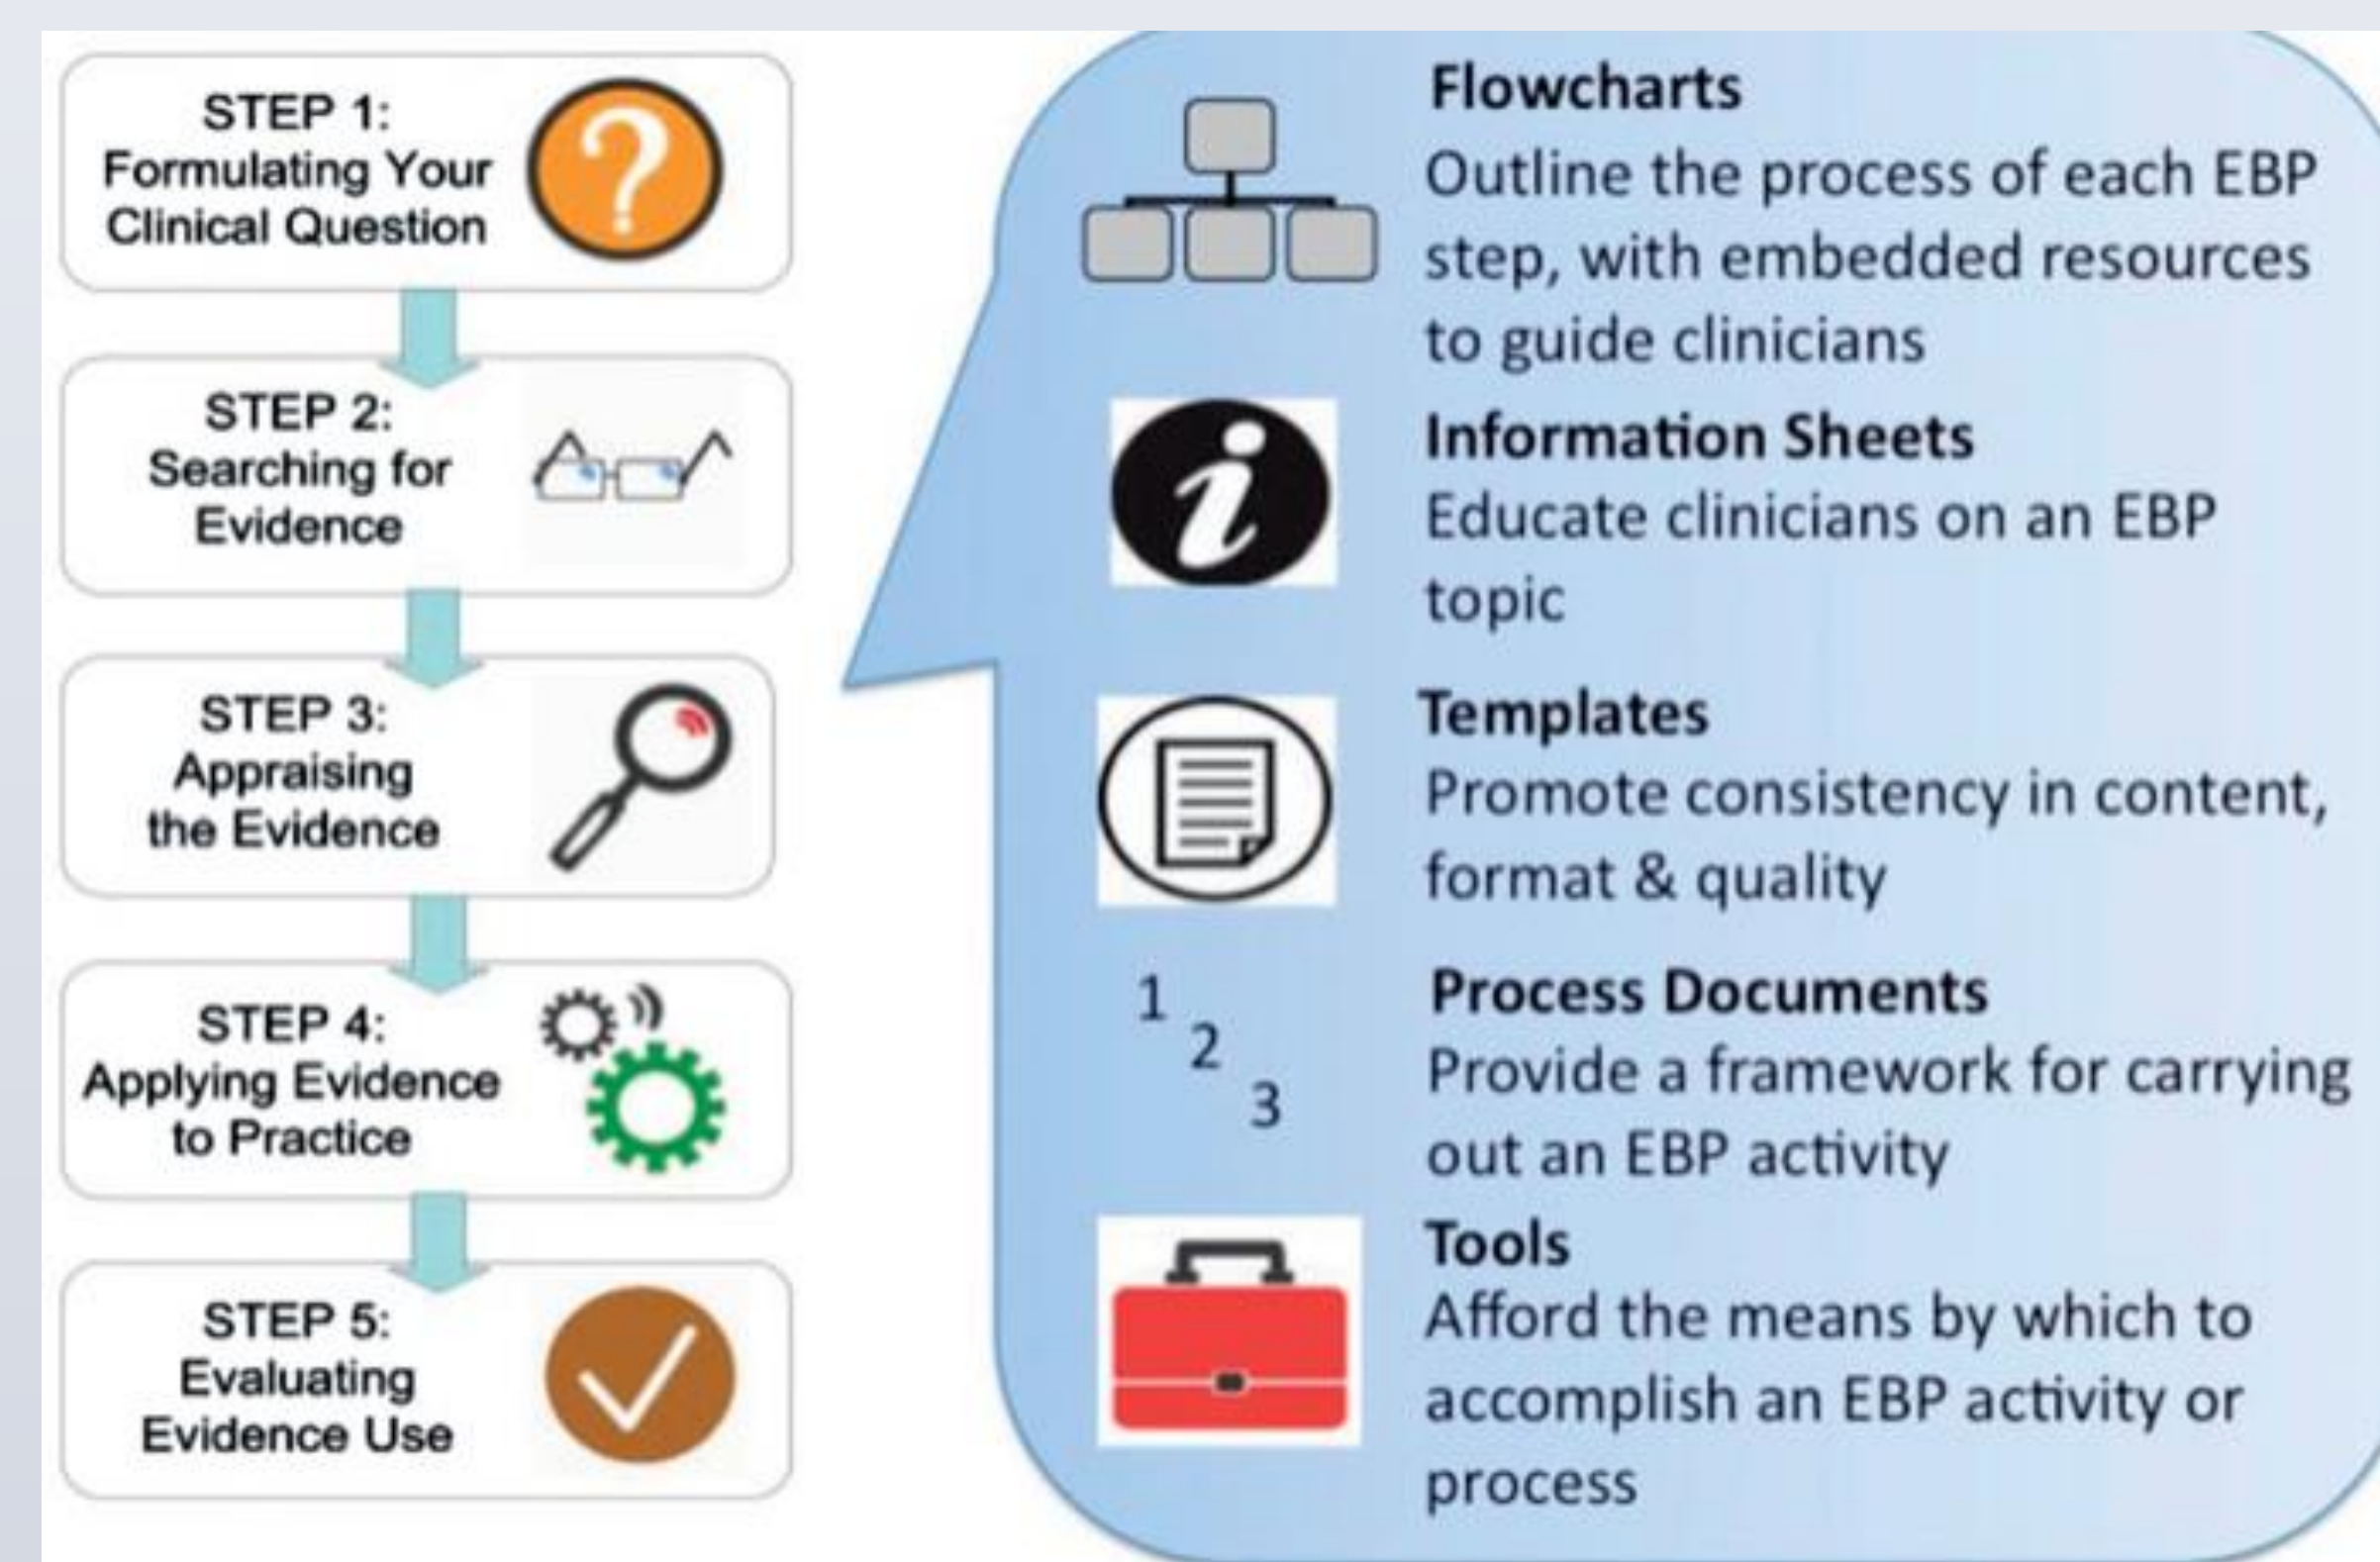 STEP 1:
Formulating Your
Clinical Question
STEP 2:
Searching for
Evidence
STEP 3:
Appraising
the Evidence
STEP 4:
Applying Evidence
to Practice
STEP 5:
Evaluating
Evidence Use
Flowcharts
Outline the process of each EBP
step, with embedded resources
to guide clinicians
i
Information Sheets
Educate clinicians on an EBP
topic
Templates
Promote consistency in content,
format & quality
1
2
3
Process Documents
Provide a framework for carrying
out an EBP activity
Tools
Afford the means by which to
accomplish an EBP activity or
process